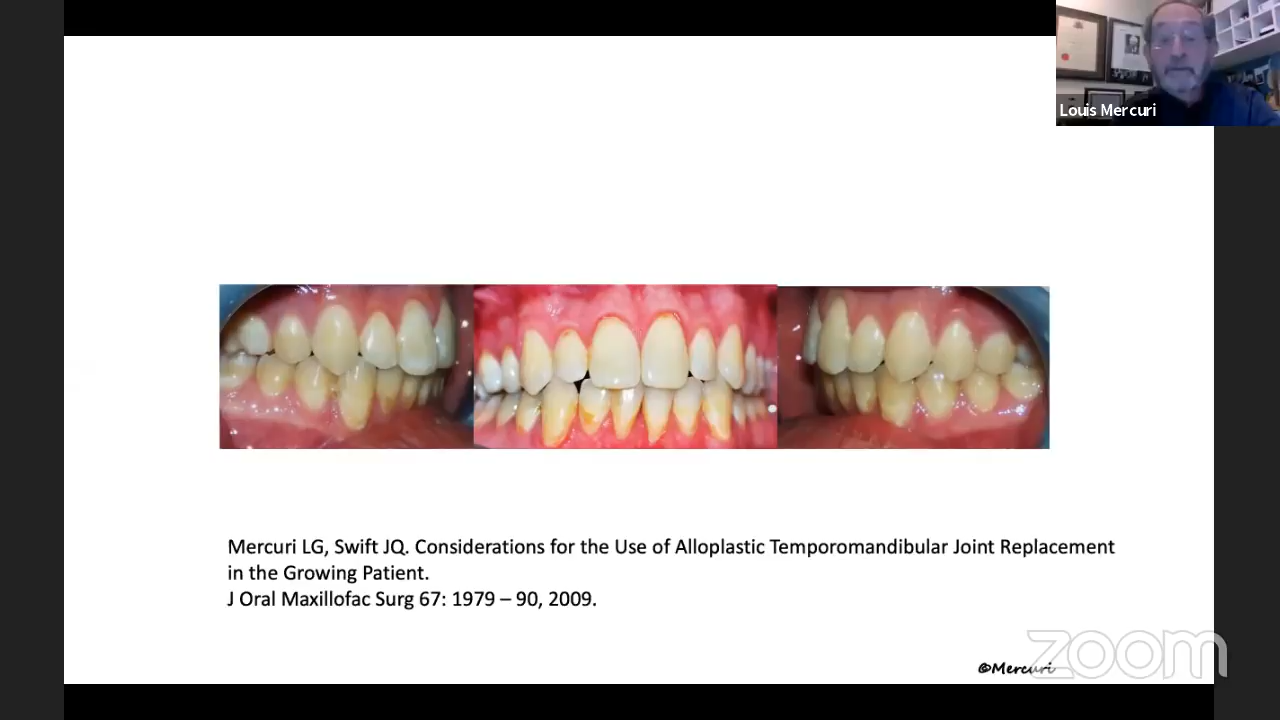 Louis Mercuri
Mercuri LG, Swift JQ. Considerations for the Use of Alloplastic Temporomandibular Joint Replacement
in the Growing Patient.
J Oral Maxillofac Surg 67: 1979 – 90, 2009.
©Mercuri
zoom